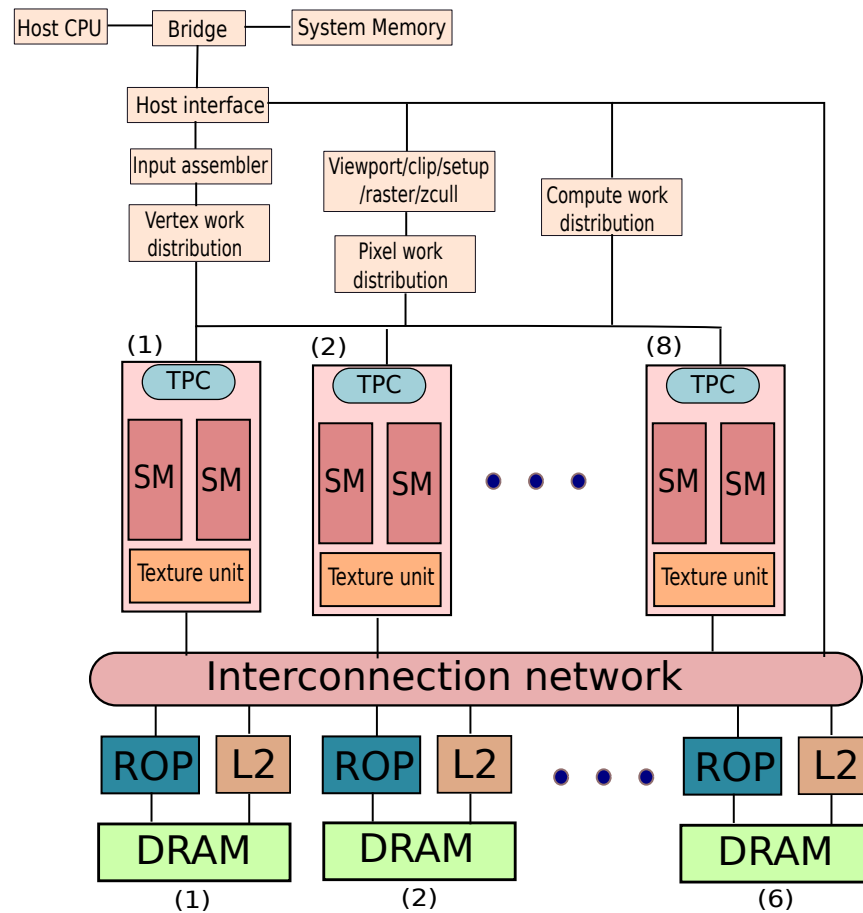 Host CPU
Bridge
System Memory
Host interface
Input assembler
Viewport/clip/setup
/raster/zcull
Compute work
distribution
Vertex work
distribution
Pixel work
distribution
(1)
(2)
(8)
TPC
TPC
TPC
SM
SM
SM
SM
SM
SM
Texture unit
Texture unit
Texture unit
Interconnection network
ROP
L2
ROP
L2
ROP
L2
DRAM
DRAM
DRAM
(1)
(2)
(6)